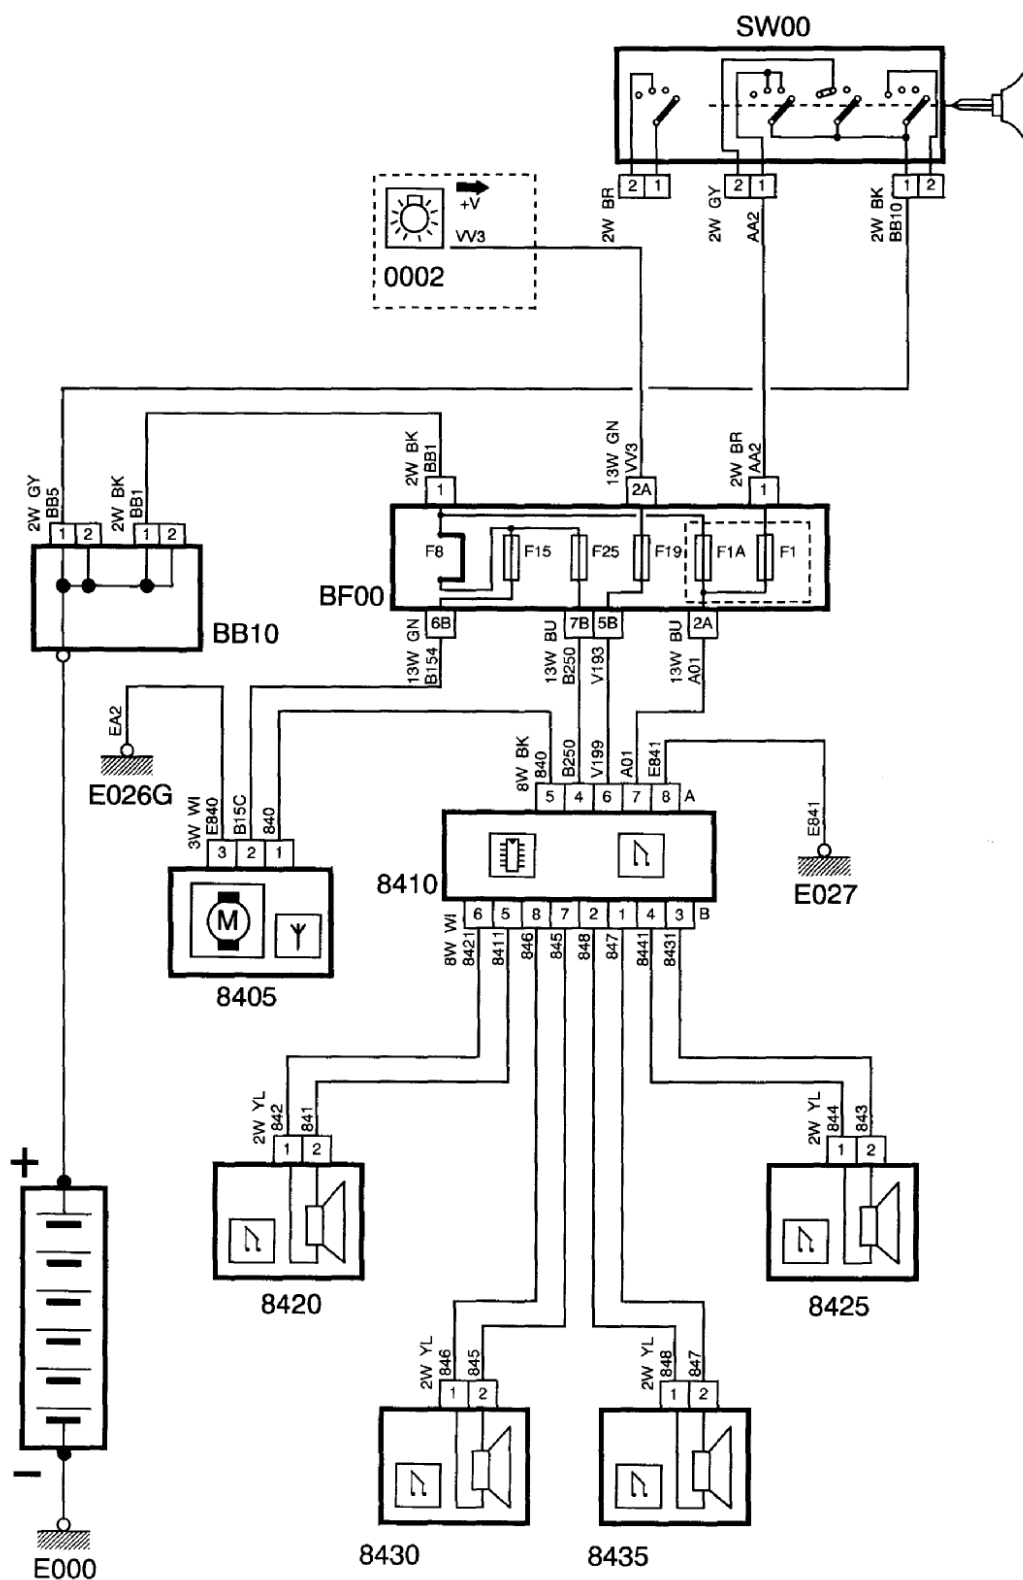 SW00
2 1
2 1
1 2
2W BR
2W GY
AA2
2W BK
BB10
+V
VV3
0002
2W GY
BB5
2W BK
BB1
2W BK
BB1
13W GN
VV3
2W BR
AA2
1 2
1 2
1
2A
1
F8
F15
F25
F19
F1A
F1
BF00
BB10
6B
7B 5B
2A
13W GN
B154
13W BU
B250
V193
13W BU
A01
EA2
E026G
3W WI
E840
B15C
840
8W BK
840
B250
V199
A01
E841
E841
3 2 1
5 4 6 7 8 A
M
8405
8410
E027
6 5 8 7 2 1 4 3 B
8W WI
8421
8411
846
845
848
847
8441
8431
2W YL
842
841
1 2
8420
2W YL
844
843
1 2
8425
+
−
2W YL
846
845
1 2
8430
2W YL
848
847
1 2
8435
E000